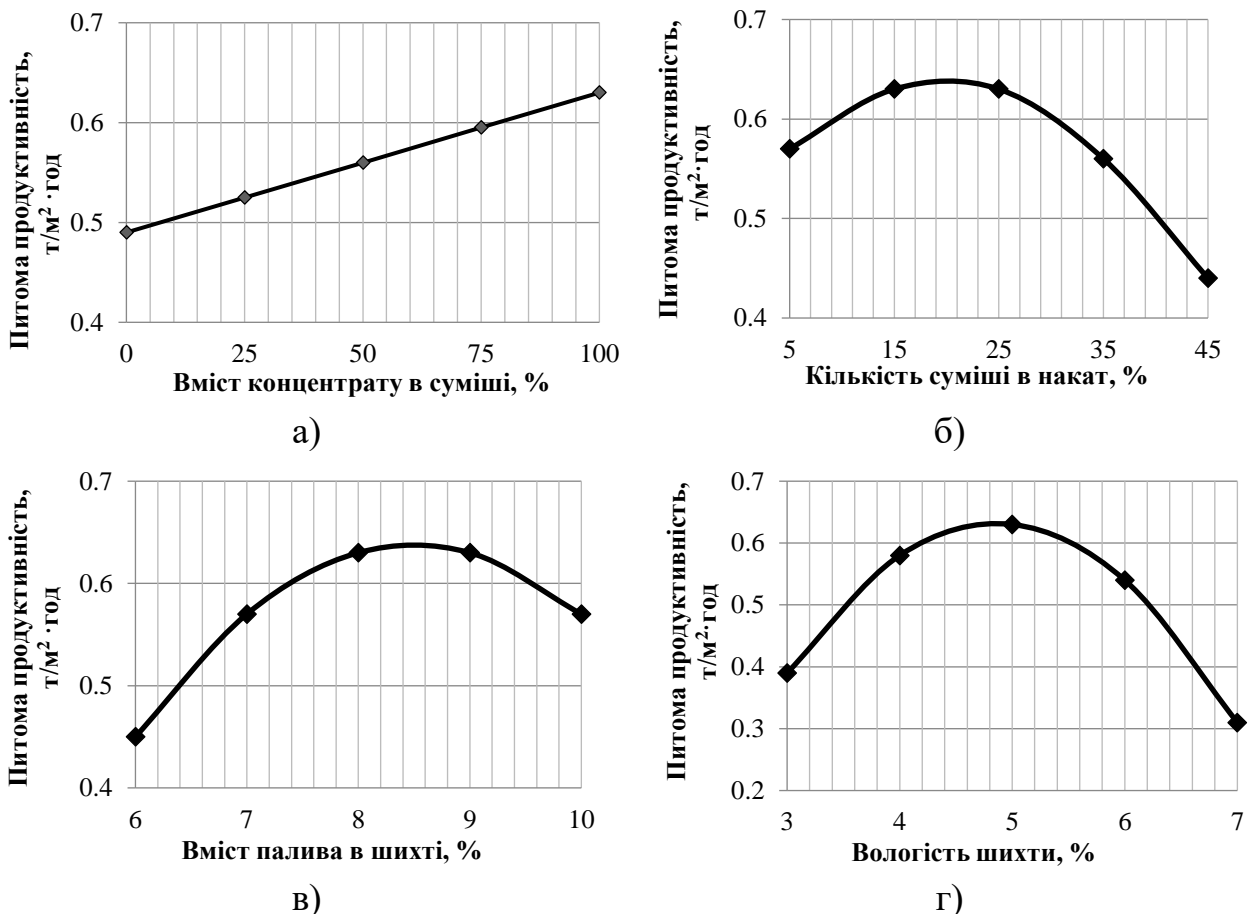 Питома продуктивність,
т/м² ·год
0.7
0.6
0.5
0.4
0 25 50 75 100
Вміст концентрату в суміші, %
а)
Питома продуктивність,
т/м²·год
0.7
0.6
0.5
0.4
5 15 25 35 45
Кількість суміші в накат, %
б)
Питома продуктивність,
т/м² ·год
0.7
0.6
0.5
0.4
6 7 8 9 10
Вміст палива в шихті, %
в)
Питома продуктивність,
т/м²·год
0.7
0.6
0.5
0.4
0.3
0.2
3 4 5 6 7
Вологість шихти, %
г)